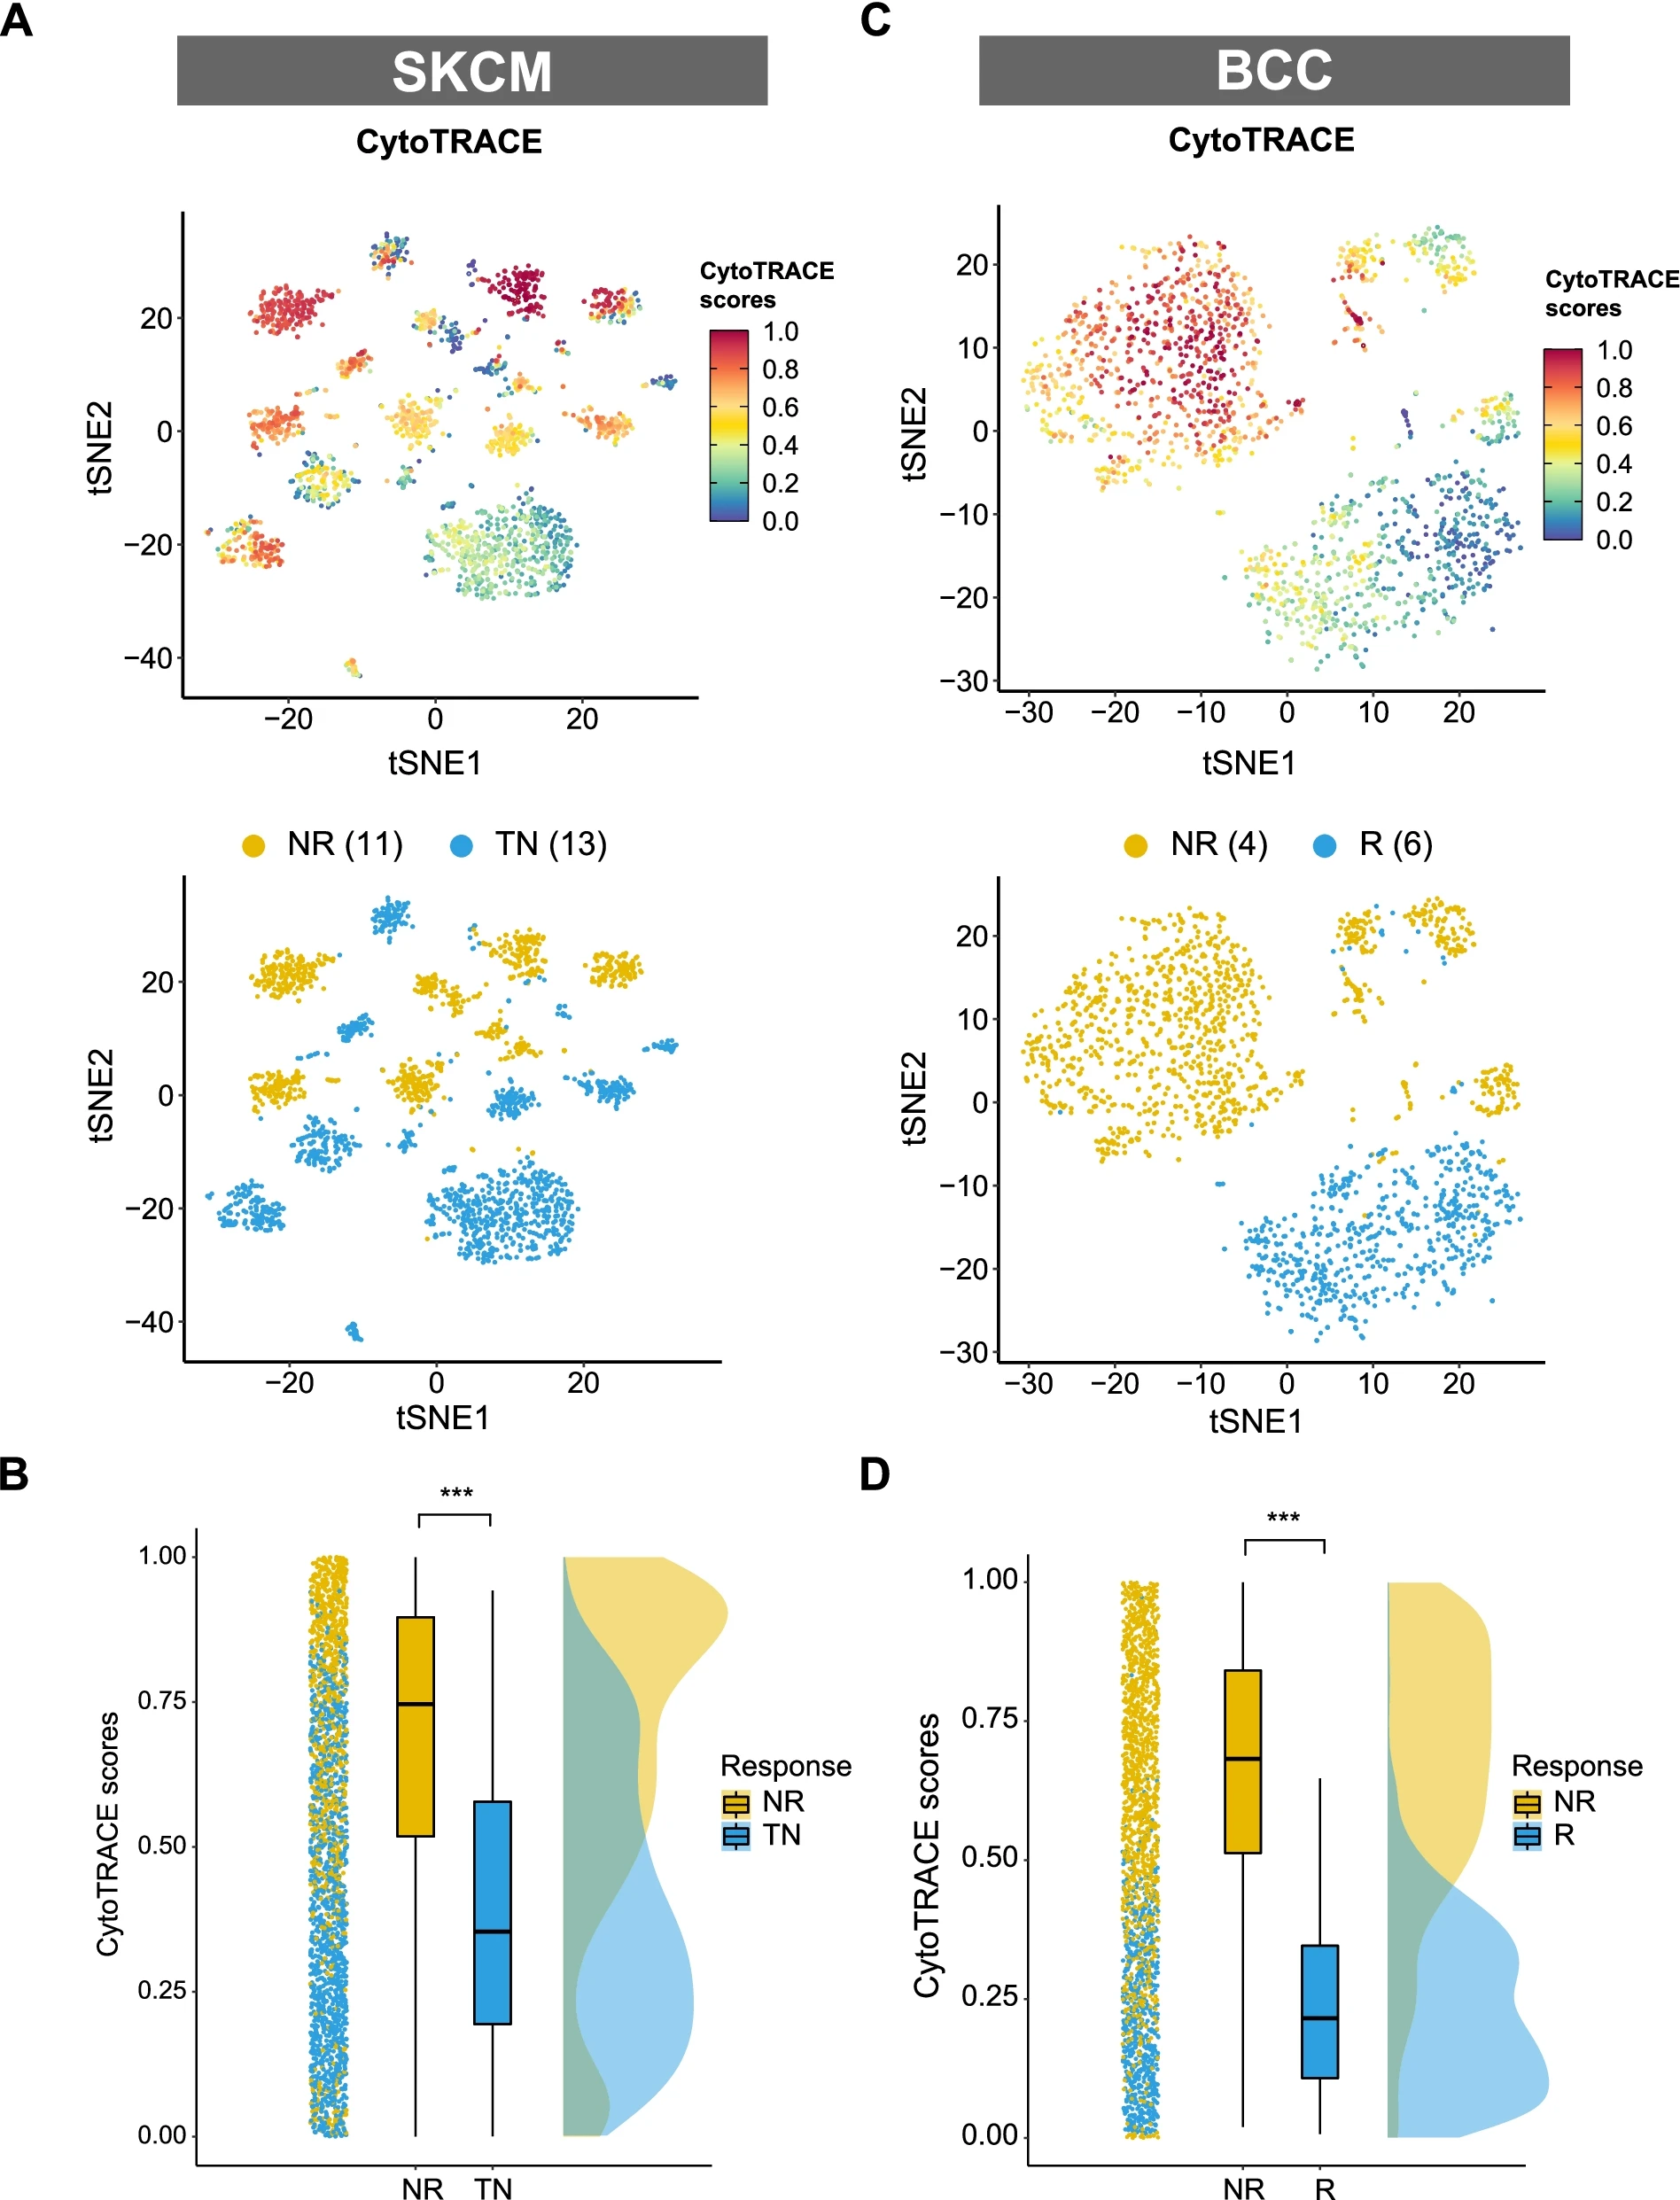 A
SKCM
CytoTRACE
tSNE2
20
0
−20
−40
−20
0
20
tSNE1
CytoTRACE
scores
1.0
0.8
0.6
0.4
0.2
0.0
NR (11)
TN (13)
tSNE2
20
0
−20
−40
−20
0
20
tSNE1
C
BCC
CytoTRACE
tSNE2
20
10
0
−10
−20
−30
−30
−20
−10
0
10
20
tSNE1
CytoTRACE
scores
1.0
0.8
0.6
0.4
0.2
0.0
NR (4)
R (6)
tSNE2
20
10
0
−10
−20
−30
−30
−20
−10
0
10
20
tSNE1
B
***
CytoTRACE scores
1.00
0.75
0.50
0.25
0.00
NR
TN
Response
NR
TN
D
***
CytoTRACE scores
1.00
0.75
0.50
0.25
0.00
NR
R
Response
NR
R